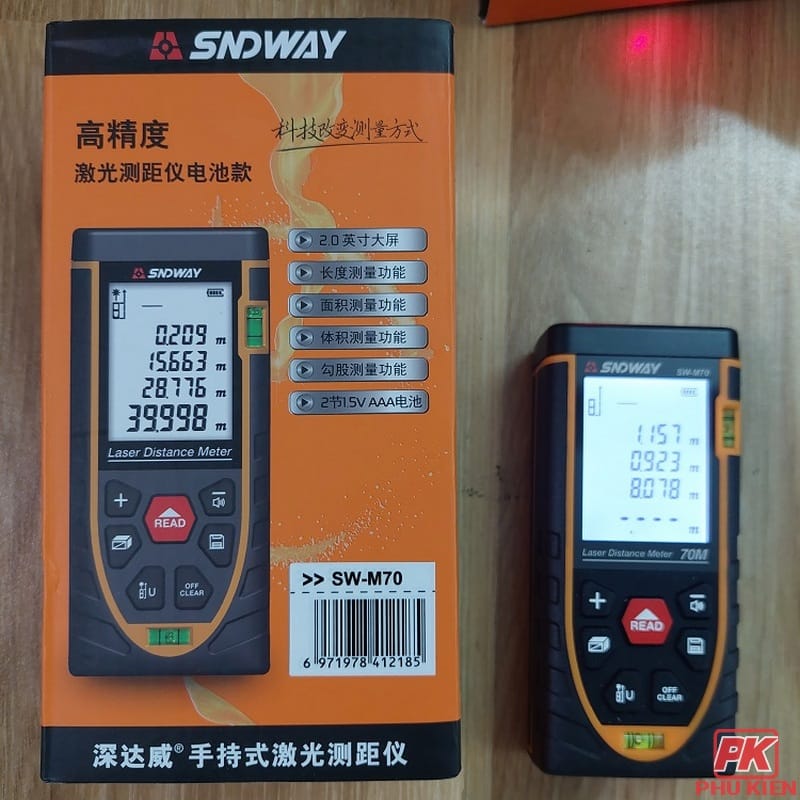 SNDWAY
高精度
激光测距仪电池款
科技改变测量方式
2.0 英寸大屏
长度测量功能
面积测量功能
体积测量功能
勾股测量功能
2节1.5V AAA电池
SNDWAY
0.209 m
15.663 m
28.776 m
39.998 m
Laser Distance Meter
READ
U
OFF
CLEAR
>> SW-M70
6 971978 412185
深达威® 手持式激光测距仪
SNDWAY
SW-M70
1.157 m
0.923 m
8.078 m
---- m
Laser Distance Meter 70M
READ
U
OFF
CLEAR
PK
PHU KIEN